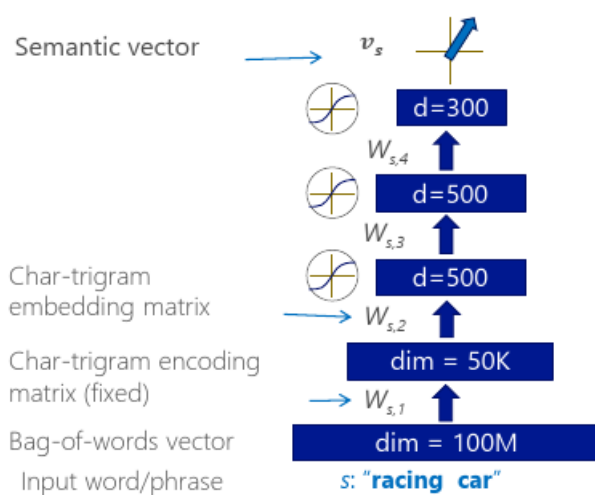 Semantic vector
v_s
d=300
W_s,4
d=500
W_s,3
d=500
Char-trigram
embedding matrix
W_s,2
Char-trigram encoding
matrix (fixed)
dim = 50K
W_s,1
Bag-of-words vector
dim = 100M
Input word/phrase
s: "racing car"